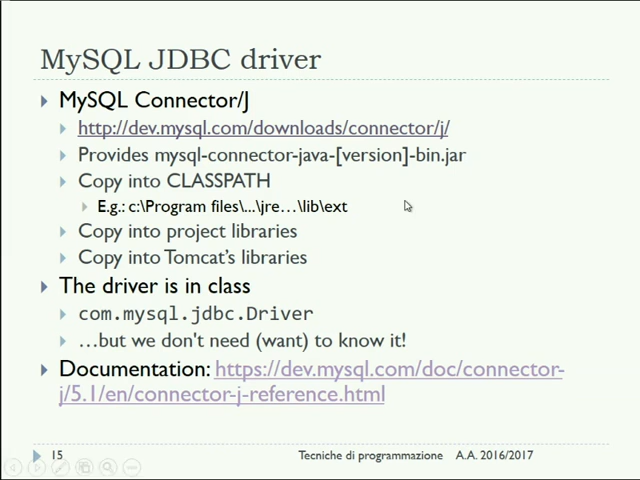 MySQL JDBC driver
MySQL Connector/J
http://dev.mysql.com/downloads/connector/j/
Provides mysql-connector-java-[version]-bin.jar
Copy into CLASSPATH
E.g.: c:\Program files\...\jre…\lib\ext
Copy into project libraries
Copy into Tomcat's libraries
The driver is in class
com.mysql.jdbc.Driver
…but we don't need (want) to know it!
Documentation: https://dev.mysql.com/doc/connector-
j/5.1/en/connector-j-reference.html
15 Tecniche di programmazione A.A. 2016/2017